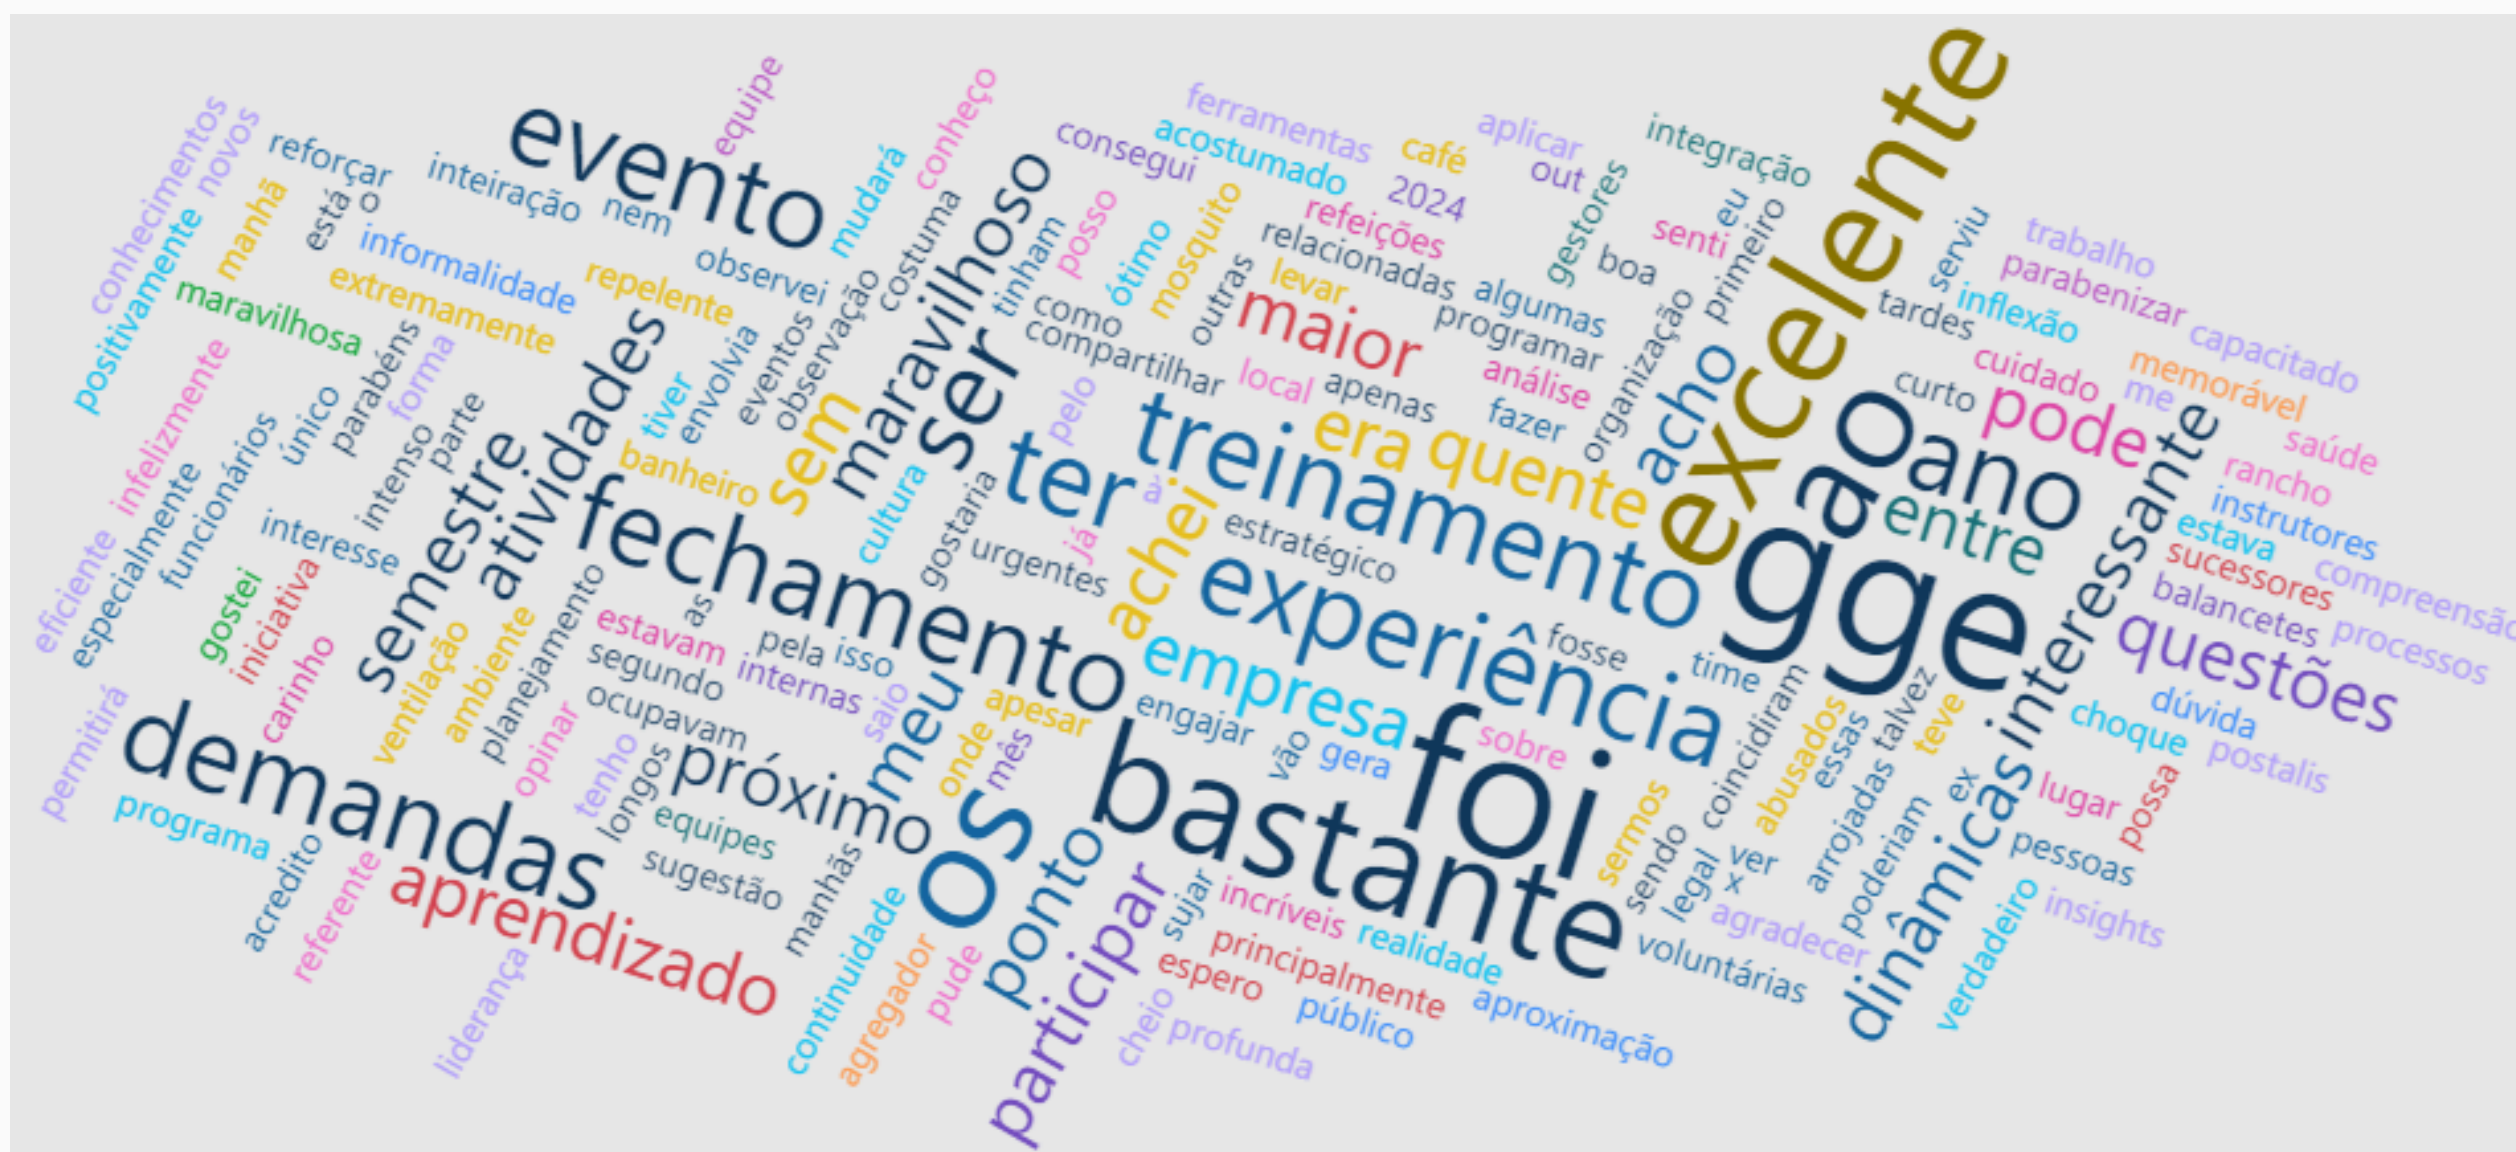 equipe
evento
conhecimentos
novos
reforçar
inteiração
nem
mudará
conheço
consegui
acostumado
ferramentas
café
aplicar
out
2024
integração
excelente
manhã
está
o
informalidade
observei
costuma
maravilhoso
posso
ótimo
mosquito
refeições
gestores
boa
senti
eu
primeiro
serviu
trabalho
parabenizar
positivamente
maravilhosa
extremamente
repelente
eventos
observação
tinham
como
compartilhar
outras
relacionadas
levar
maior
algumas
programar
organização
tardes
inflexão
capacitado
infelizmente
parabéns
forma
único
atividades
tiver
envolvia
sem
ser
pelo
local
apenas
análise
fazer
acho
curto
cuidado
memorável
me
saúde
especialmente
funcionários
intenso
parte
semestre
banheiro
cultura
gostaria
ter
à
treinamento
era
quente
ao
ano
pode
rancho
eficiente
interesse
fechamento
urgentes
já
achei
estratégico
entre
interessante
instrutores
estava
sucessores
compreensão
gostei
iniciativa
carinho
ventilação
ambiente
planejamento
as
estavam
pela
isso
segundo
internas
experiência
empresa
fosse
time
gge
balancetes
processos
questões
permitirá
demandas
opinar
ocupavam
saio
meu
onde
apesar
mês
engajar
vão
gera
sobre
foi
coincidiram
abusados
essas
talvez
teve
choque
dúvida
postalis
programa
tenho
longos
próximo
equipes
os
bastante
sermos
arrojadas
ex
lugar
possa
acredito
referente
aprendizado
sugestão
manhãs
ponto
participar
sujar
incríveis
realidade
sendo
legal
x
ver
poderiam
dinâmicas
pessoas
liderança
continuidade
agregador
pude
principalmente
espero
agradecer
voluntárias
verdadeiro
insights
cheio
profunda
público
aproximação